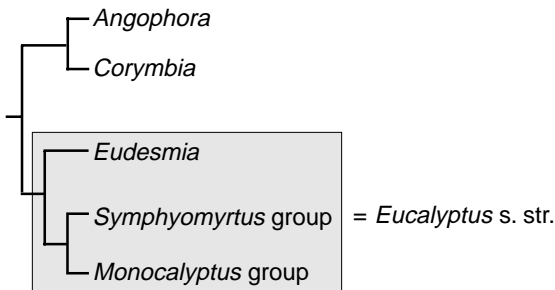 Angophora
Corymbia
Eudesmia
Symphyomyrtus group = Eucalyptus s. str.
Monocalyptus group